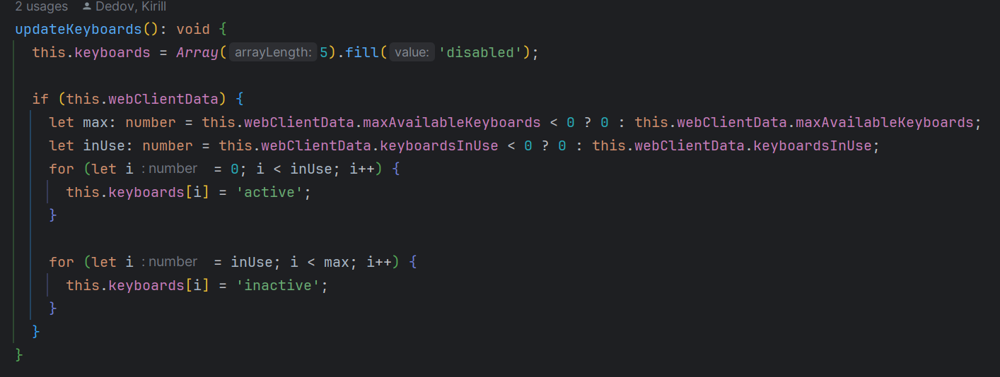 2 usages Dedov, Kirill
updateKeyboards(): void {
this.keyboards = Array( arrayLength: 5).fill( value: 'disabled');
if (this.webClientData) {
let max: number = this.webClientData.maxAvailableKeyboards < 0 ? 0 : this.webClientData.maxAvailableKeyboards;
let inUse: number = this.webClientData.keyboardsInUse < 0 ? 0 : this.webClientData.keyboardsInUse;
for (let i : number = 0; i < inUse; i++) {
this.keyboards[i] = 'active';
}
for (let i : number = inUse; i < max; i++) {
this.keyboards[i] = 'inactive';
}
}
}